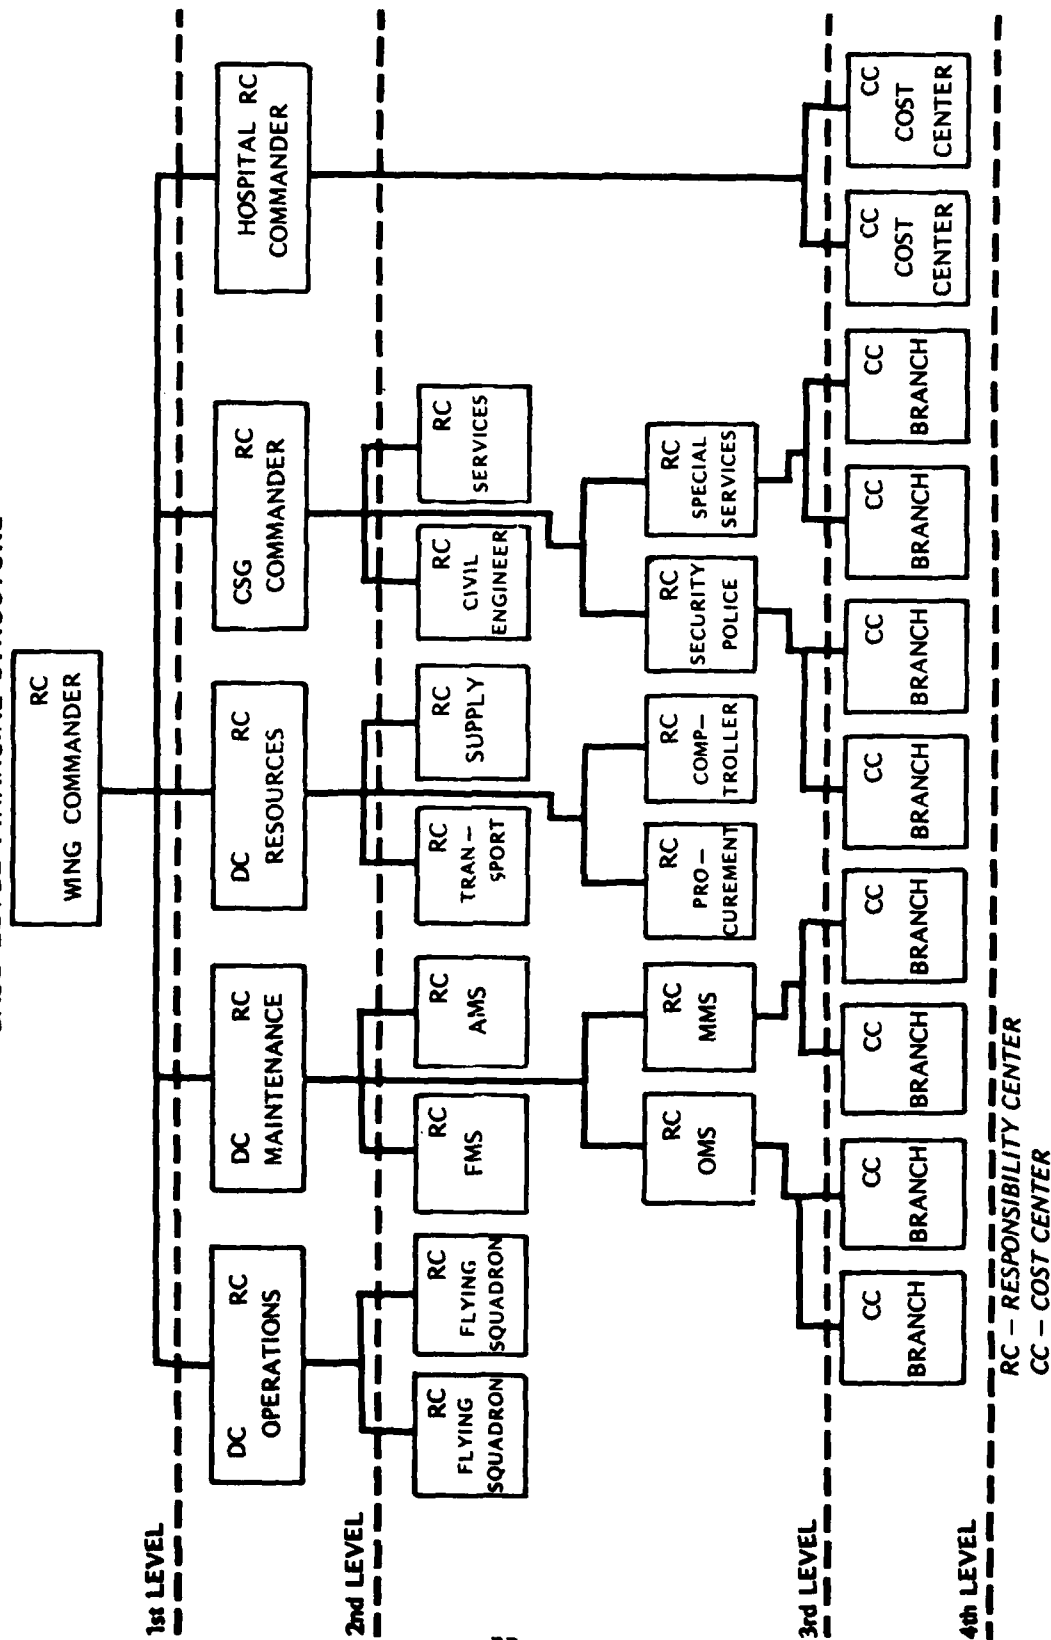 RC
WING COMMANDER
1st LEVEL
DC RC
OPERATIONS
DC RC
MAINTENANCE
DC RC
RESOURCES
CSG RC
COMMANDER
HOSPITAL RC
COMMANDER
2nd LEVEL
RC
FLYING
SQUADRON
RC
FLYING
SQUADRON
RC
FMS
RC
AMS
RC
TRAN–
SPORT
RC
SUPPLY
RC
CIVIL
ENGINEER
RC
SERVICES
RC
OMS
RC
MMS
RC
PRO–
CUREMENT
RC
COMP–
TROLLER
RC
SECURITY
POLICE
RC
SPECIAL
SERVICES
3rd LEVEL
CC
BRANCH
CC
BRANCH
CC
BRANCH
CC
BRANCH
CC
BRANCH
CC
BRANCH
CC
BRANCH
CC
BRANCH
CC
COST
CENTER
CC
COST
CENTER
4th LEVEL
RC – RESPONSIBILITY CENTER
CC – COST CENTER